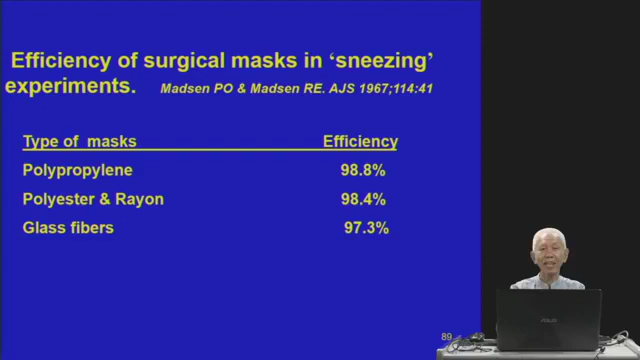 Efficiency of surgical masks in ‘sneezing’
experiments. Madsen PO & Madsen RE. AJS 1967;114:41
Type of masks Efficiency
Polypropylene 98.8%
Polyester & Rayon 98.4%
Glass fibers 97.3%
89
ASUS